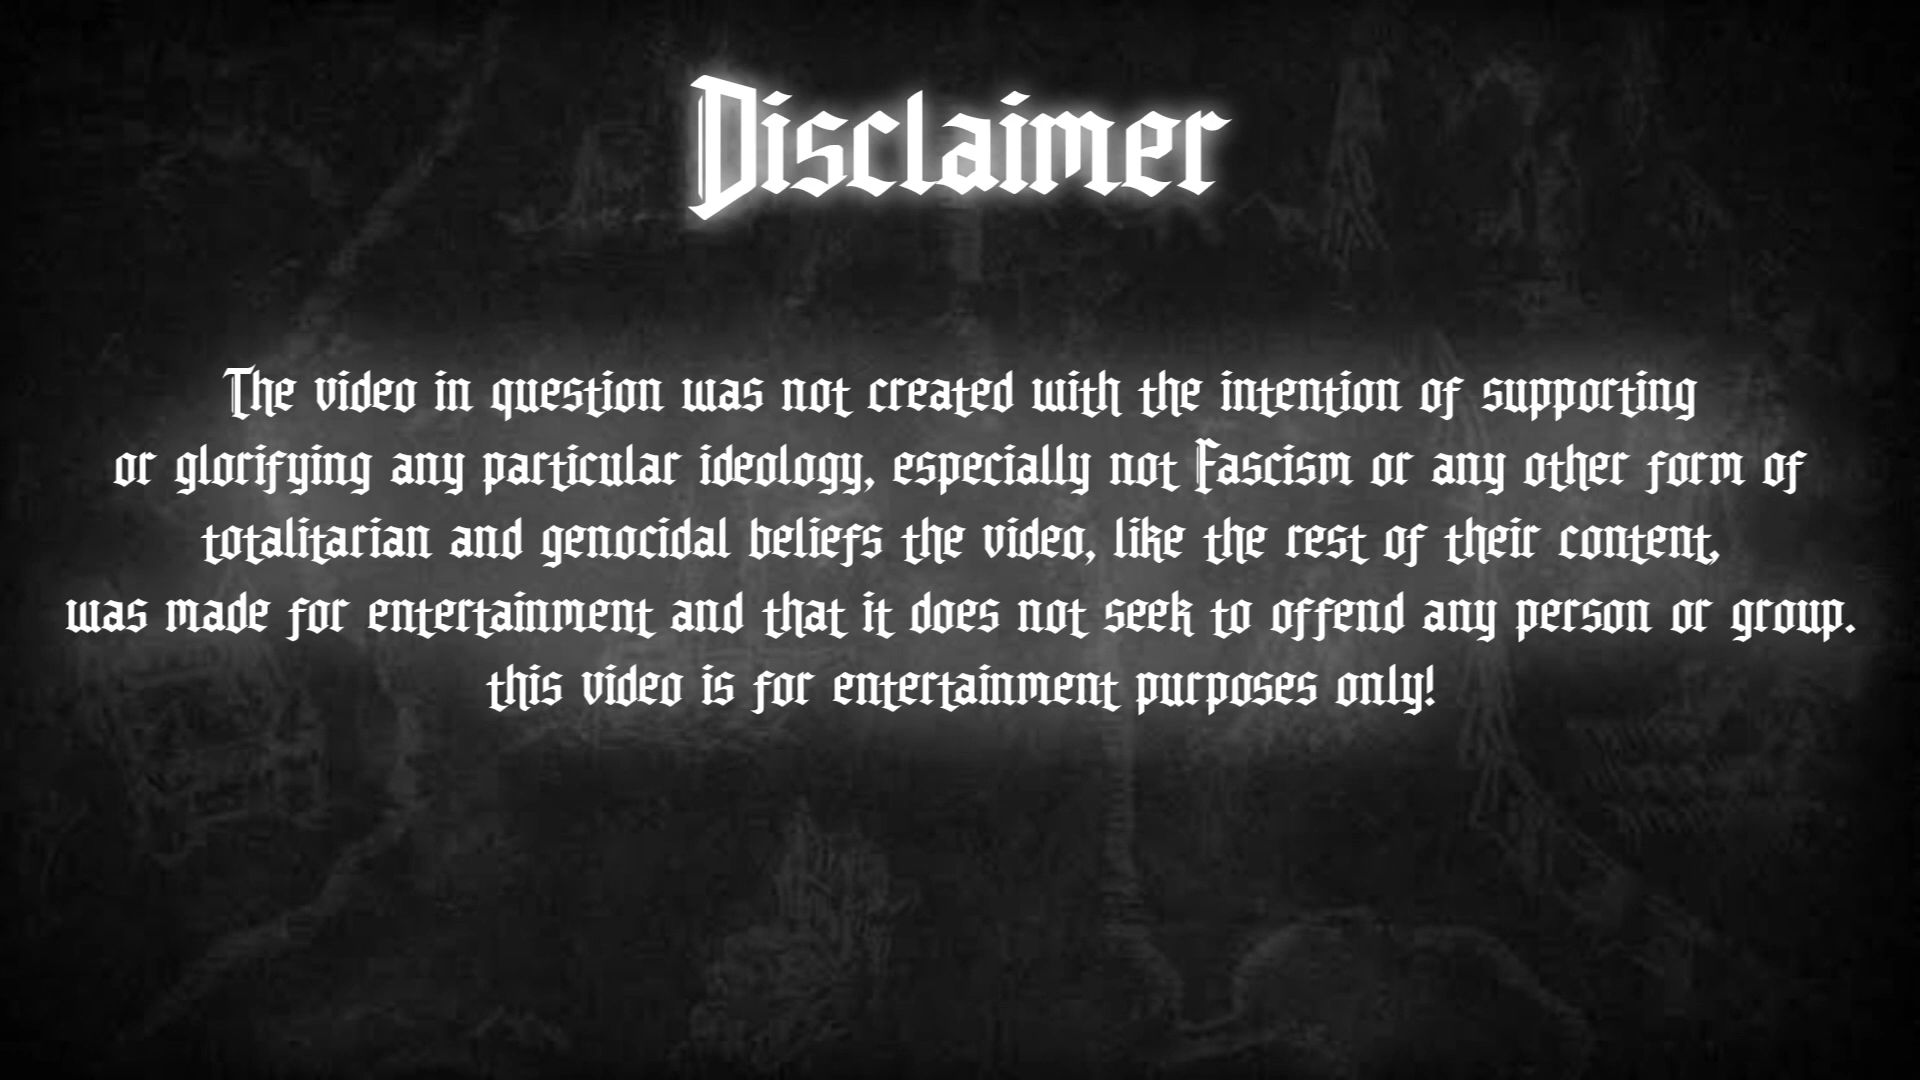 Disclaimer
The video in question was not created with the intention of supporting
or glorifying any particular ideology, especially not Fascism or any other form of
totalitarian and genocidal beliefs the video, like the rest of their content,
was made for entertainment and that it does not seek to offend any person or group.
this video is for entertainment purposes only!